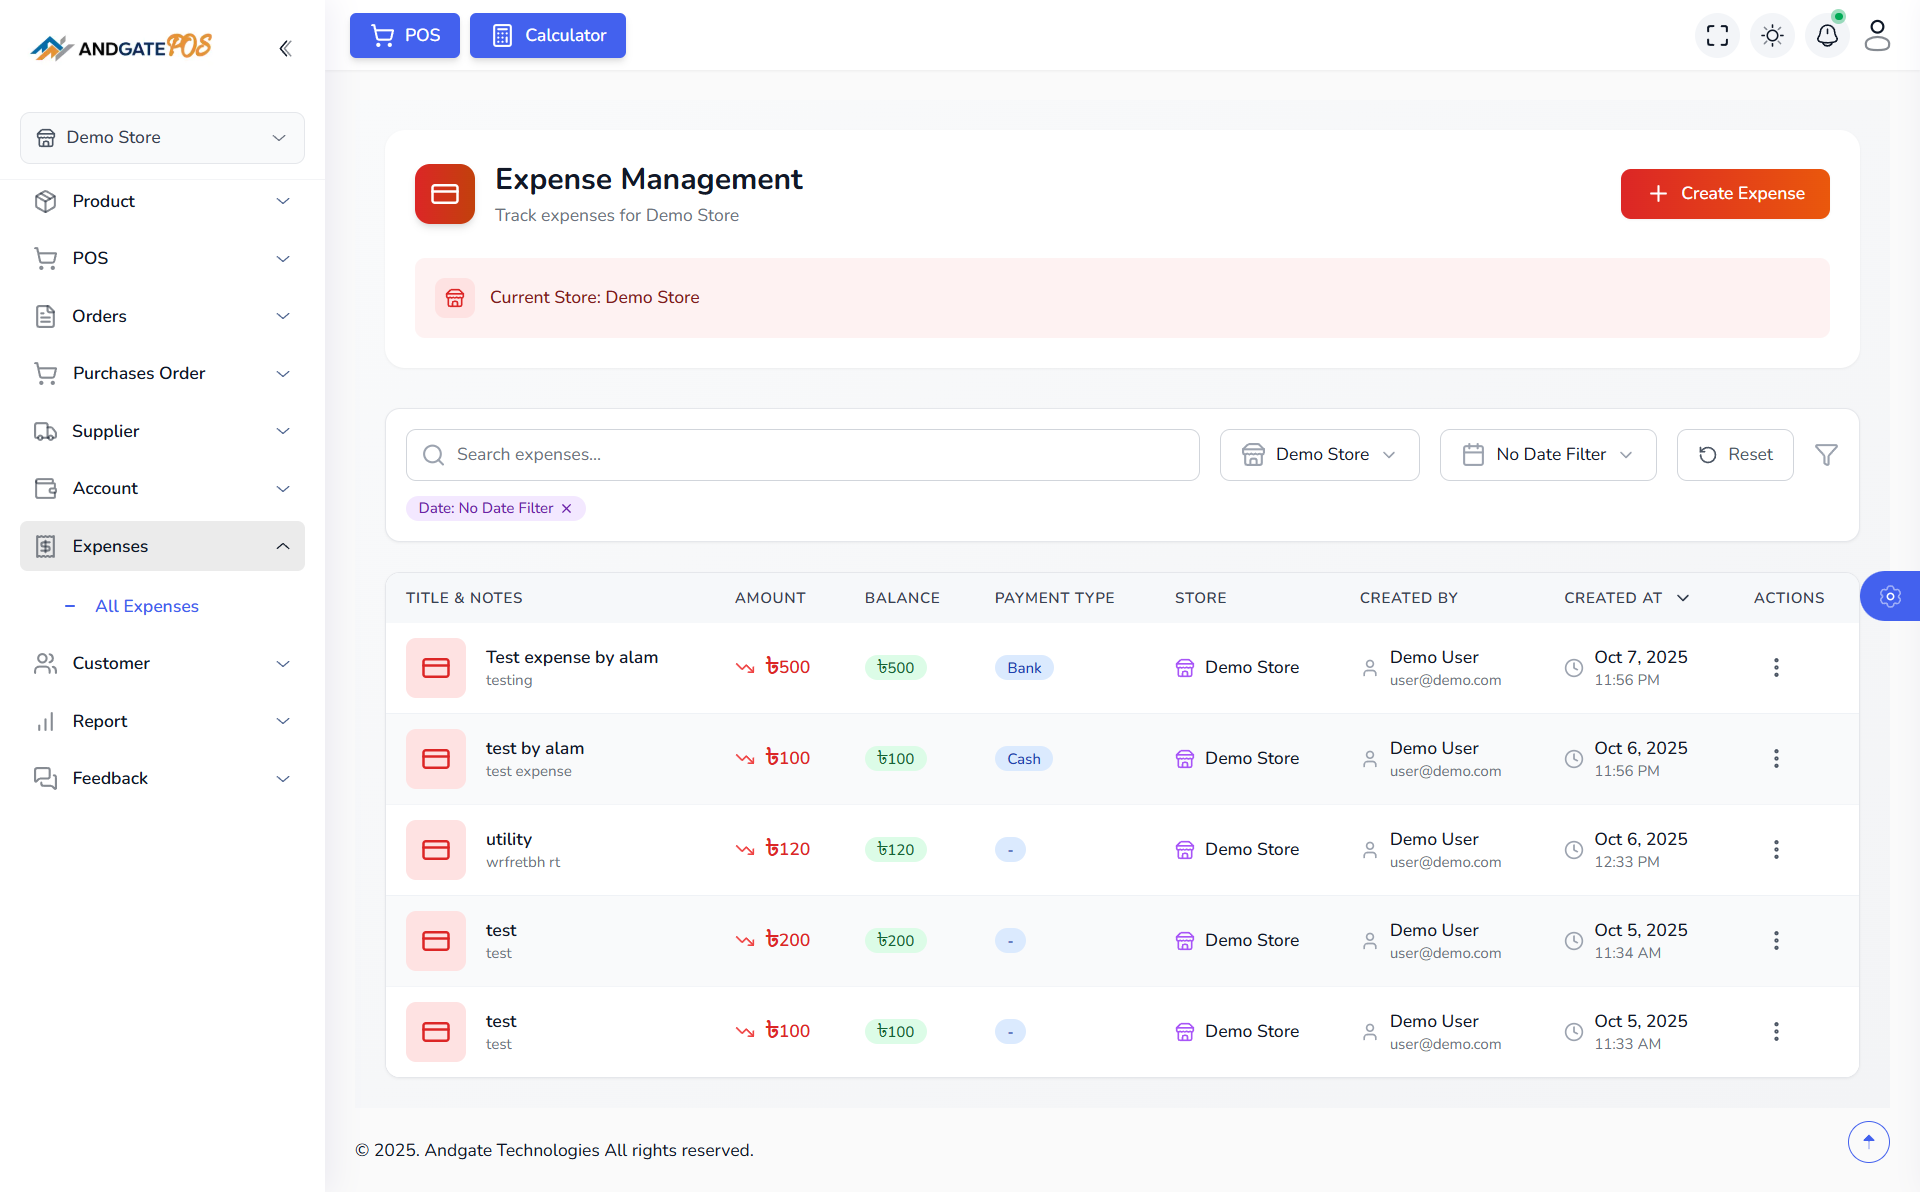 ANDGATE POS
POS
Calculator
Demo Store
Product
POS
Orders
Purchases Order
Supplier
Account
Expenses
All Expenses
Customer
Report
Feedback
Expense Management
Track expenses for Demo Store
Create Expense
Current Store: Demo Store
Search expenses...
Demo Store
No Date Filter
Reset
Date: No Date Filter ×
TITLE & NOTES AMOUNT BALANCE PAYMENT TYPE STORE CREATED BY CREATED AT ACTIONS
Test expense by alam
testing
৳500
৳500
Bank
Demo Store
Demo User
user@demo.com
Oct 7, 2025
11:56 PM
test by alam
test expense
৳100
৳100
Cash
Demo Store
Demo User
user@demo.com
Oct 6, 2025
11:56 PM
utility
wrfretbh rt
৳120
৳120
-
Demo Store
Demo User
user@demo.com
Oct 6, 2025
12:33 PM
test
test
৳200
৳200
-
Demo Store
Demo User
user@demo.com
Oct 5, 2025
11:34 AM
test
test
৳100
৳100
-
Demo Store
Demo User
user@demo.com
Oct 5, 2025
11:33 AM
© 2025. Andgate Technologies All rights reserved.